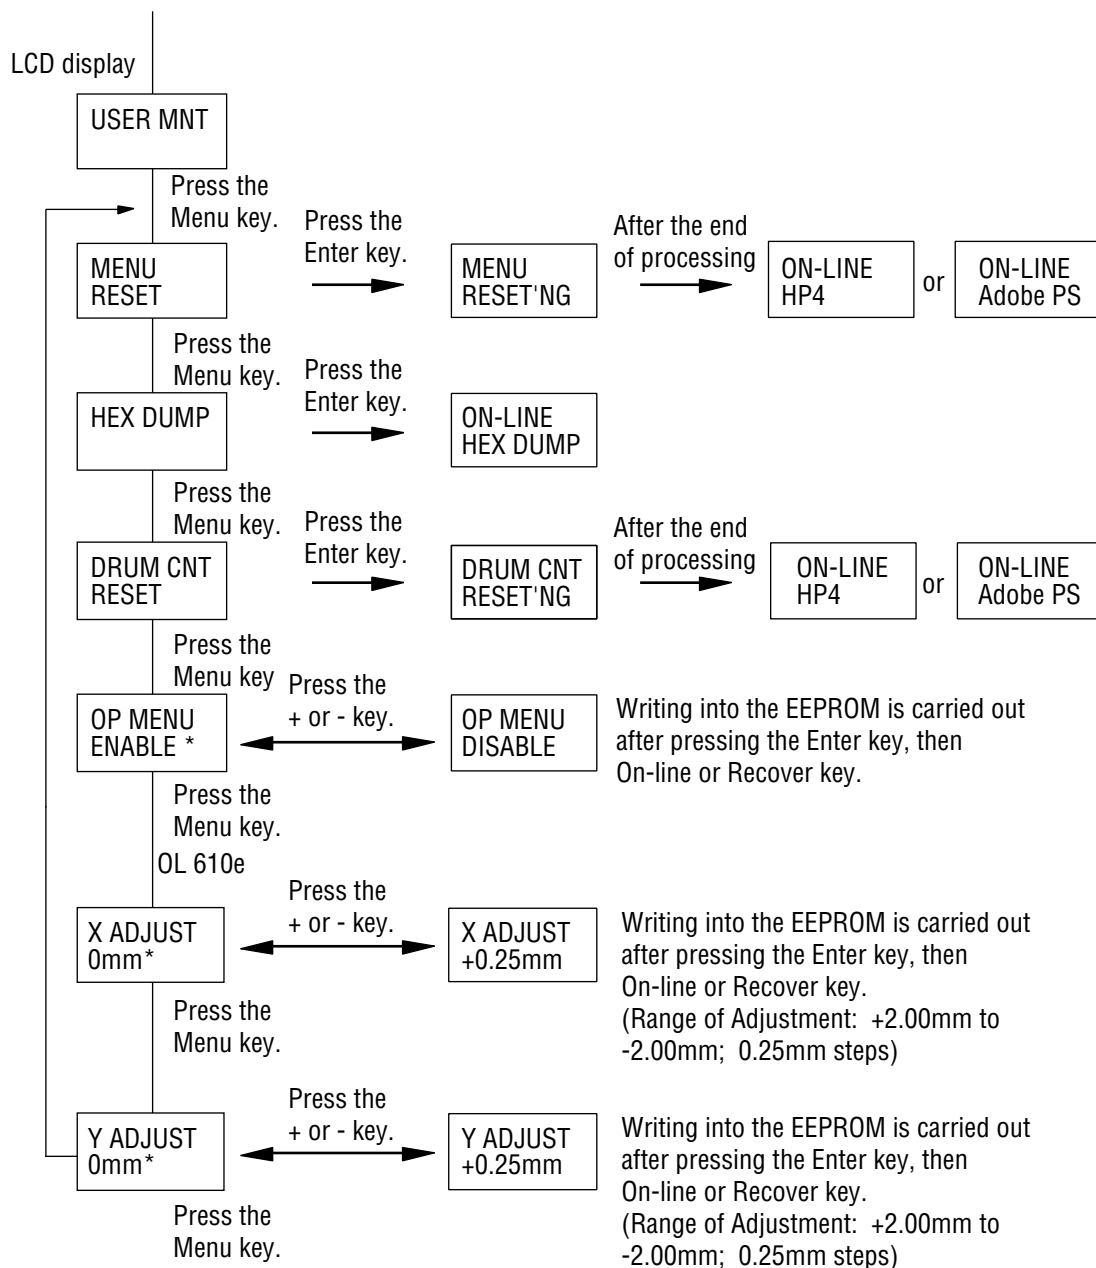 LCD display
USER MNT
Press the
Menu key.
MENU
RESET
Press the
Enter key.
MENU
RESET'NG
After the end
of processing
ON-LINE
HP4
or
ON-LINE
Adobe PS
Press the
Menu key.
HEX DUMP
Press the
Enter key.
ON-LINE
HEX DUMP
Press the
Menu key.
DRUM CNT
RESET
Press the
Enter key.
DRUM CNT
RESET'NG
After the end
of processing
ON-LINE
HP4
or
ON-LINE
Adobe PS
Press the
Menu key
OP MENU
ENABLE *
Press the
+ or - key.
OP MENU
DISABLE
Writing into the EEPROM is carried out
after pressing the Enter key, then
On-line or Recover key.
Press the
Menu key.
OL 610e
X ADJUST
0mm*
Press the
+ or - key.
X ADJUST
+0.25mm
Writing into the EEPROM is carried out
after pressing the Enter key, then
On-line or Recover key.
(Range of Adjustment:  +2.00mm to
-2.00mm;  0.25mm steps)
Press the
Menu key.
Y ADJUST
0mm*
Press the
+ or - key.
Y ADJUST
+0.25mm
Writing into the EEPROM is carried out
after pressing the Enter key, then
On-line or Recover key.
(Range of Adjustment:  +2.00mm to
-2.00mm;  0.25mm steps)
Press the
Menu key.